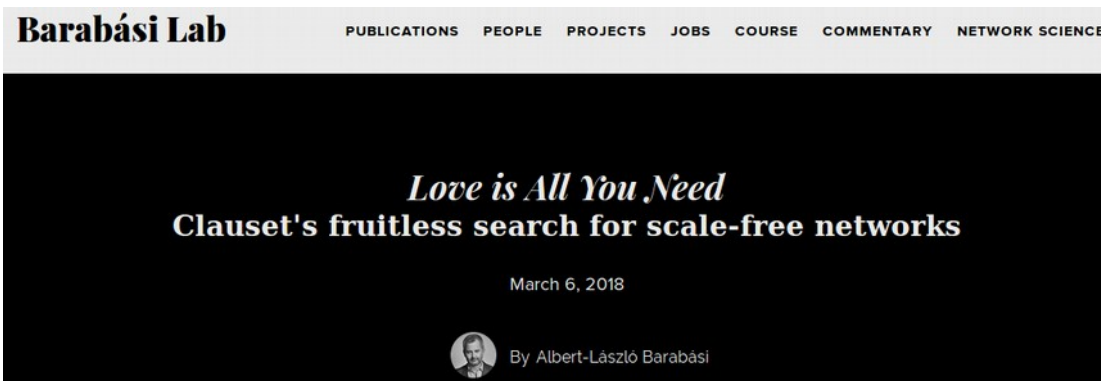 Barabási Lab
PUBLICATIONS PEOPLE PROJECTS JOBS COURSE COMMENTARY NETWORK SCIENCE
Love is All You Need
Clauset's fruitless search for scale-free networks
March 6, 2018
By Albert-László Barabási